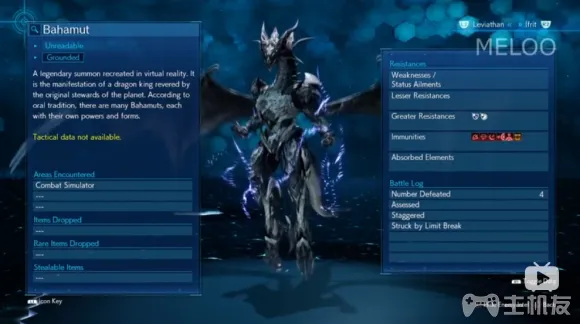 Bahamut
Unreadable
Grounded
A legendary summon recreated in virtual reality. It
is the manifestation of a dragon king revered by
the original stewards of the planet. According to
oral tradition, there are many Bahamuts, each
with their own powers and forms.
Tactical data not available.
Areas Encountered
Combat Simulator
---
---
Items Dropped
---
Rare Items Dropped
---
Stealable Items
---
Icon Key
Leviathan
Ifrit
MELOO
Resistances
Weaknesses /
Status Ailments
Lesser Resistances
Greater Resistances
Immunities
Absorbed Elements
Battle Log
Number Defeated 4
Assessed
Staggered
Struck by Limit Break
Back
主机友